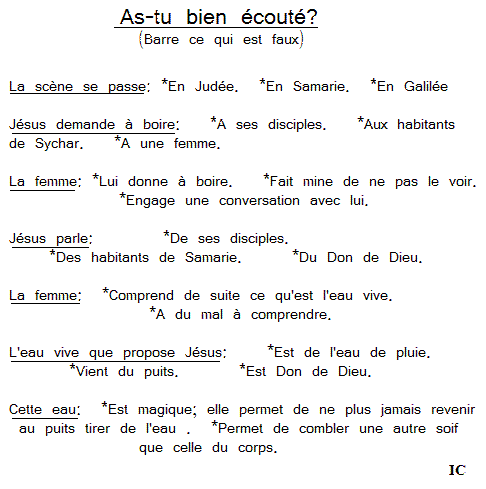 As-tu bien écouté?
(Barre ce qui est faux)
La scène se passe: *En Judée. *En Samarie. *En Galilée
Jésus demande à boire: *A ses disciples. *Aux habitants
de Sychar. *A une femme.
La femme: *Lui donne à boire. *Fait mine de ne pas le voir.
*Engage une conversation avec lui.
Jésus parle: *De ses disciples.
*Des habitants de Samarie. *Du Don de Dieu.
La femme: *Comprend de suite ce qu'est l'eau vive.
*A du mal à comprendre.
L'eau vive que propose Jésus: *Est de l'eau de pluie.
*Vient du puits. *Est Don de Dieu.
Cette eau: *Est magique; elle permet de ne plus jamais revenir
au puits tirer de l'eau . *Permet de combler une autre soif
que celle du corps.
IC